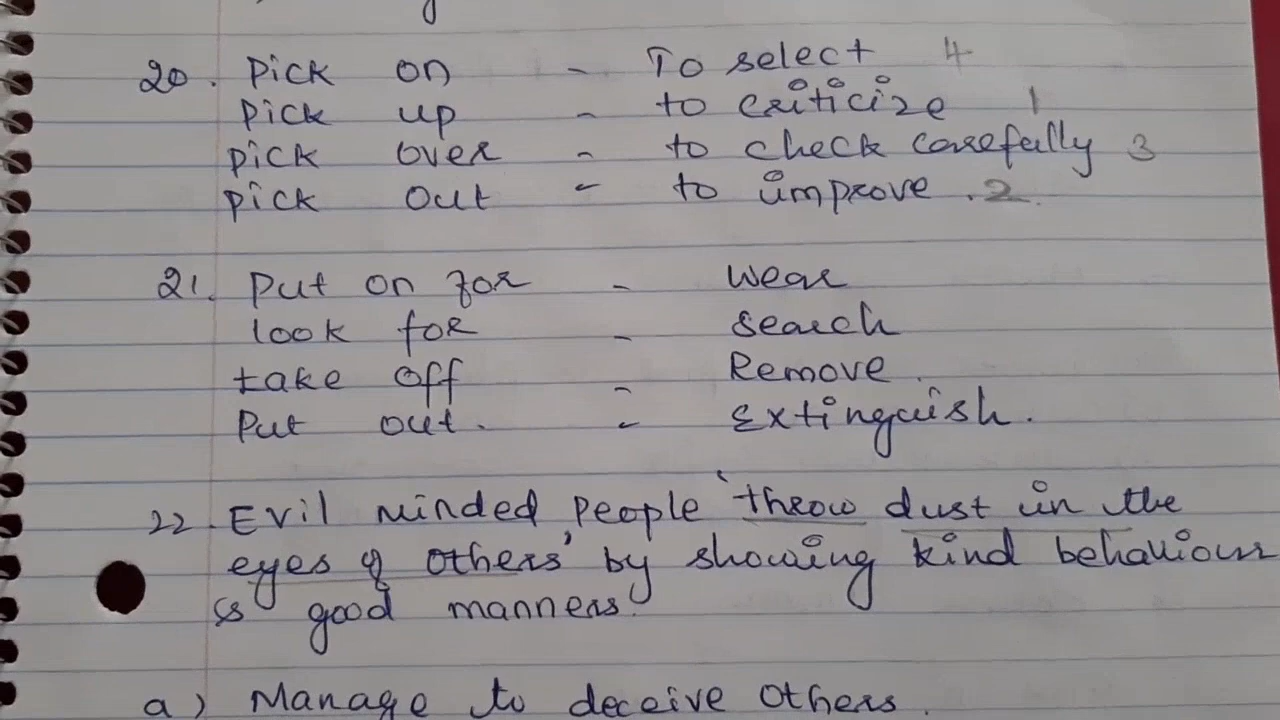 20. Pick on - To select 4
Pick up - to criticize 1
pick over - to check carefully 3
pick out - to improve. 2
21. Put on for - Wear
look for - Search
take off - Remove.
Put out. - Extinguish.
22. Evil minded people 'throw dust in the
eyes of others' by showing kind behaviour
& good manners.
a) Manage to deceive others.